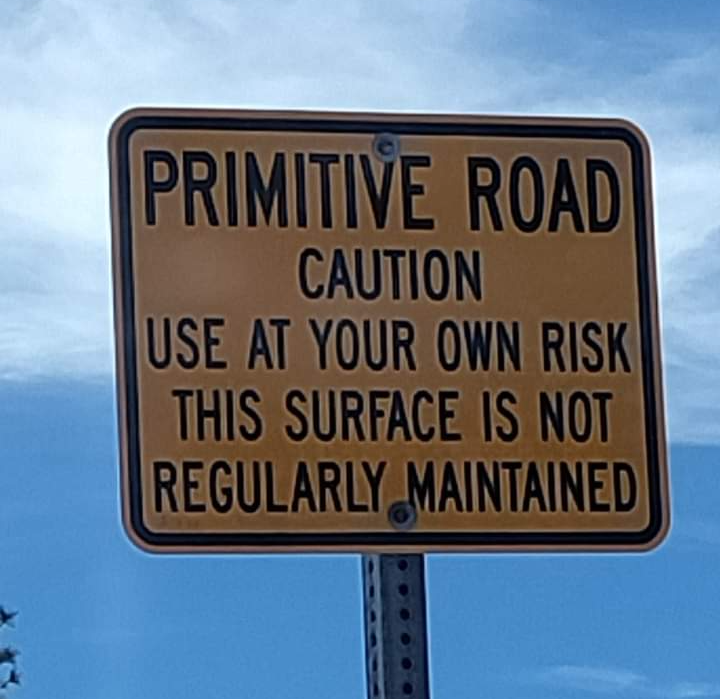 PRIMITIVE ROAD
CAUTION
USE AT YOUR OWN RISK
THIS SURFACE IS NOT
REGULARLY MAINTAINED